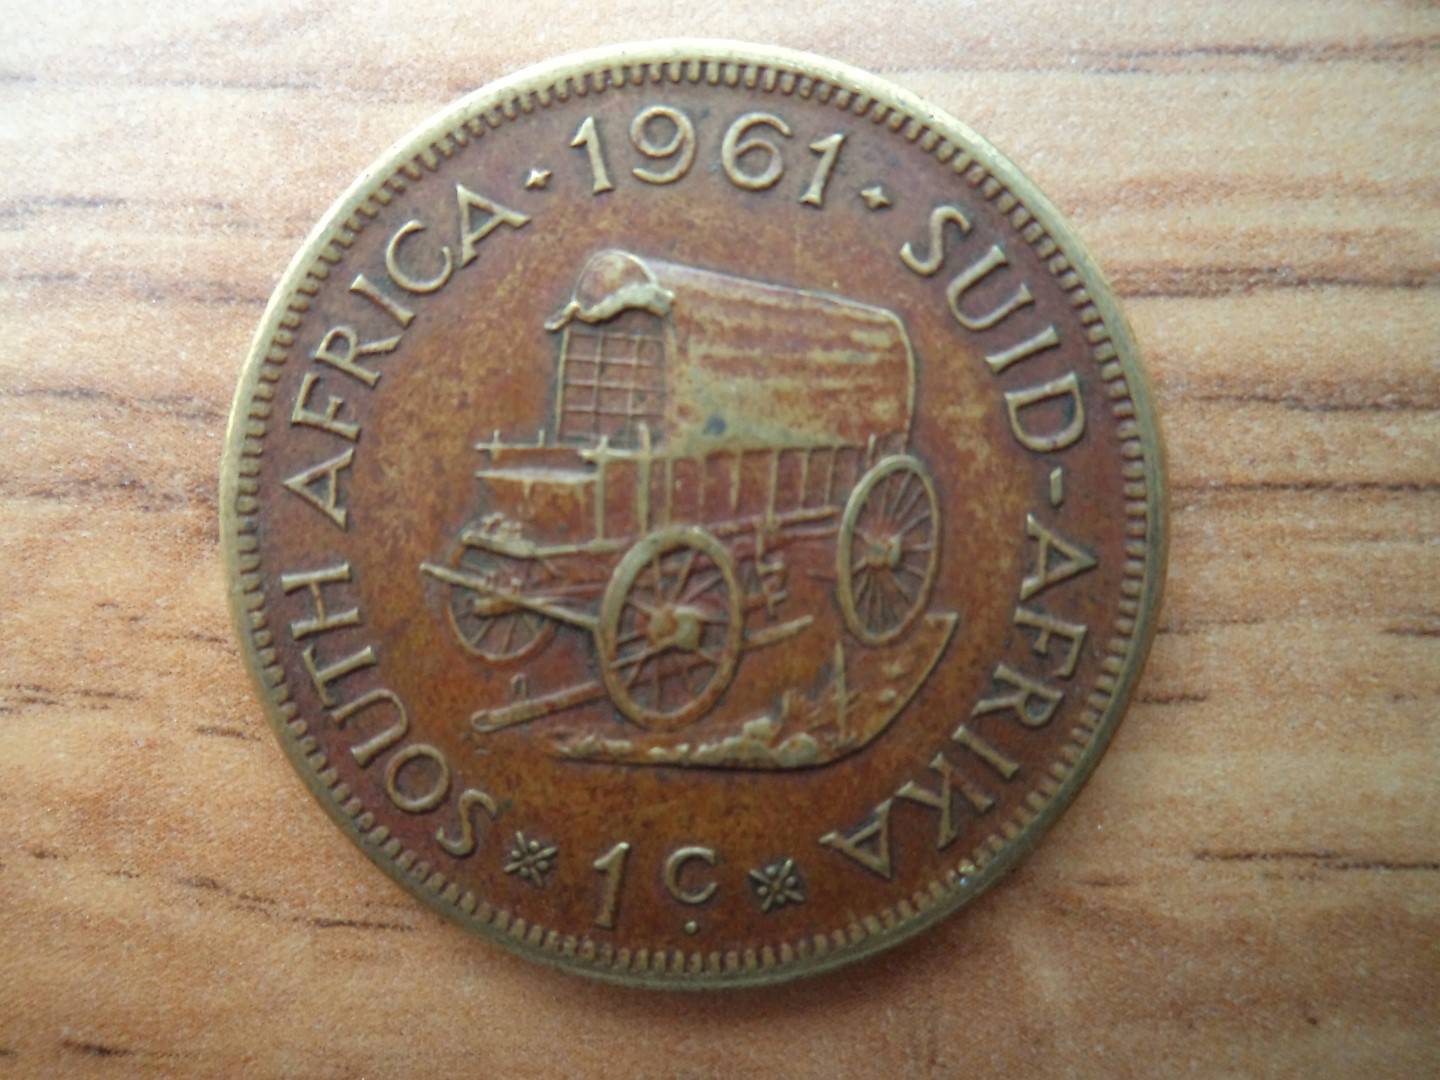 SOUTH AFRICA · 1961 · SUID-AFRIKA
1C